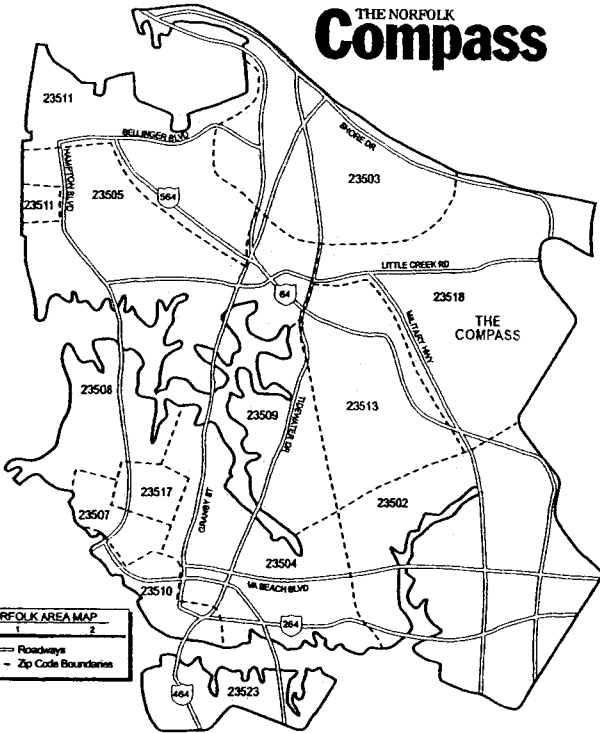 THE NORFOLK
Compass
23511
BELLINGER BLVD
SHORE DR
HAMPTON BLVD
23505
564
23503
23511
LITTLE CREEK RD
64
23518
THE
COMPASS
MILITARY HWY
23508
23509
TIDEWATER DR
23513
23517
23502
23507
GRANBY ST
23504
23510
VA BEACH BLVD
264
RFOLK AREA MAP
1 2
Roadways
Zip Code Boundaries
464
23523